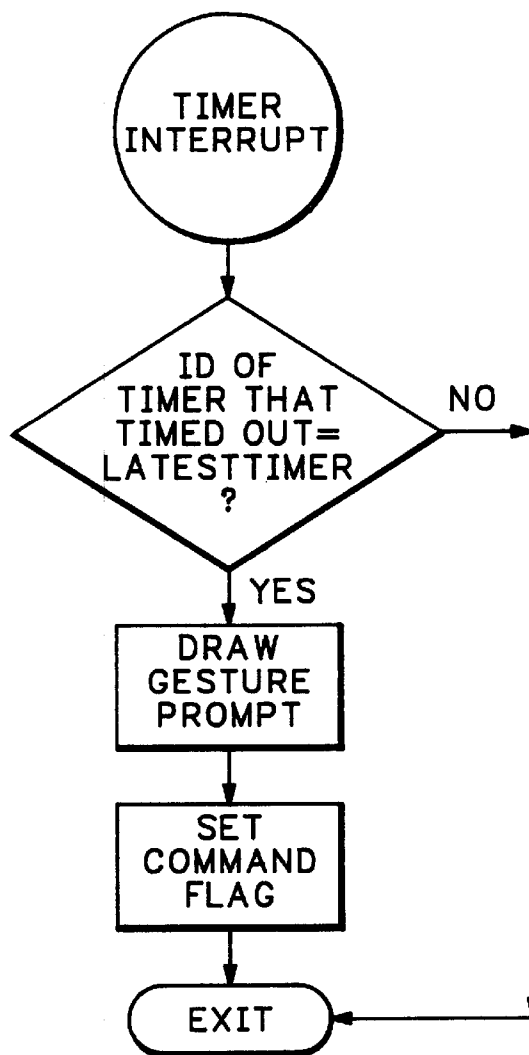 TIMER
INTERRUPT
ID OF
TIMER THAT
TIMED OUT=
LATESTTIMER
?
NO
YES
DRAW
GESTURE
PROMPT
SET
COMMAND
FLAG
EXIT